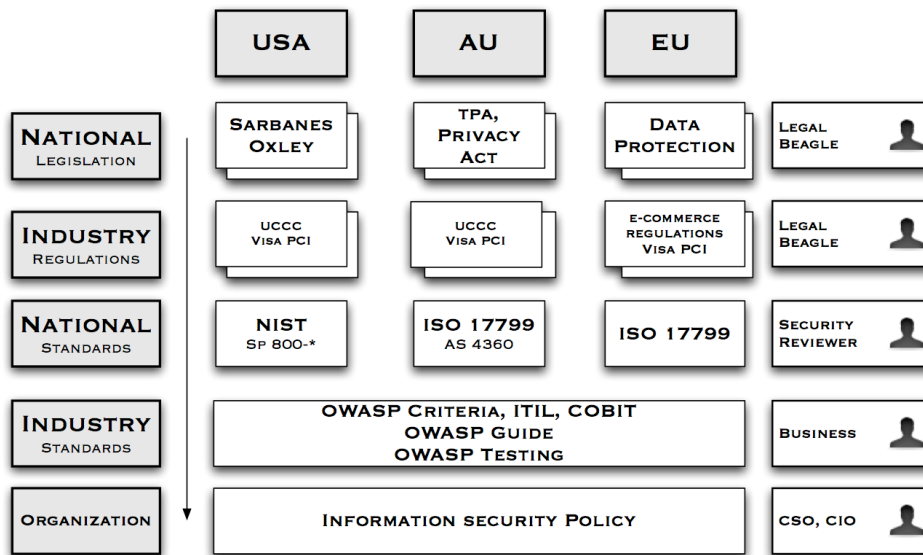 USA
AU
EU
NATIONAL
LEGISLATION
SARBANES
OXLEY
TPA,
PRIVACY
ACT
DATA
PROTECTION
LEGAL
BEAGLE
INDUSTRY
REGULATIONS
UCCC
VISA PCI
UCCC
VISA PCI
E-COMMERCE
REGULATIONS
VISA PCI
LEGAL
BEAGLE
NATIONAL
STANDARDS
NIST
SP 800-*
ISO 17799
AS 4360
ISO 17799
SECURITY
REVIEWER
INDUSTRY
STANDARDS
OWASP CRITERIA, ITIL, COBIT
OWASP GUIDE
OWASP TESTING
BUSINESS
ORGANIZATION
INFORMATION SECURITY POLICY
CSO, CIO